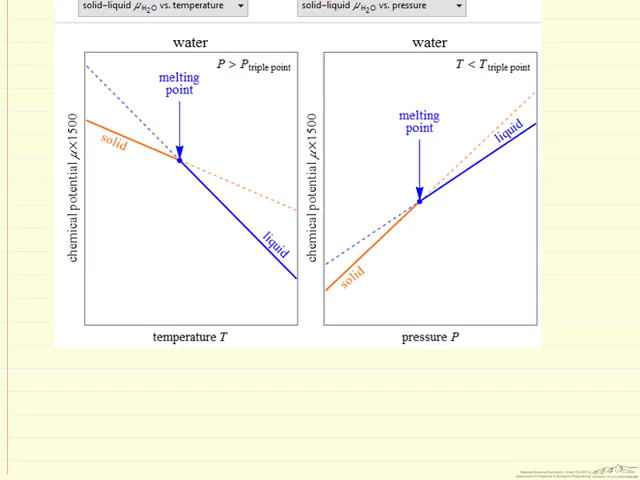 solid–liquid μH₂O vs. temperature
solid–liquid μH₂O vs. pressure
water
P > Ptriple point
melting
point
solid
liquid
chemical potential μ×1500
temperature T
water
T < Ttriple point
melting
point
liquid
solid
chemical potential μ×1500
pressure P